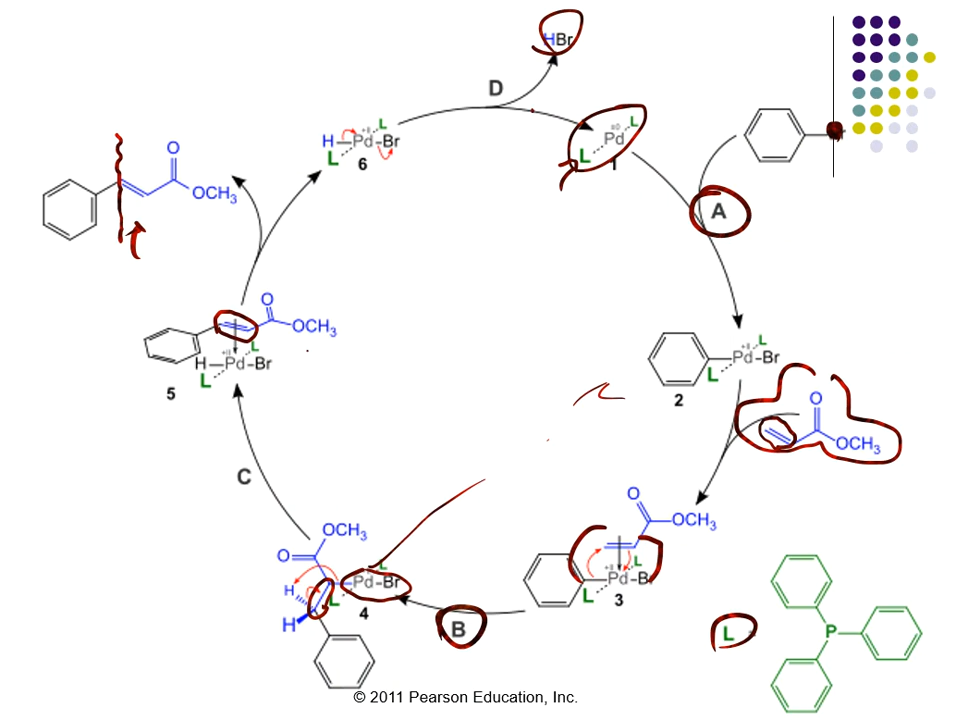 HBr
D
L
H-Pd-Br
+II
L
6
L
±0
Pd
L
1
O
OCH3
A
O
OCH3
L
+II
H-Pd-Br
L
5
L
+II
Pd-Br
L
2
O
OCH3
C
O
OCH3
O
OCH3
L
Pd-B
L
+II
3
H
H
L
Pd-Br
L
4
B
L
P
© 2011 Pearson Education, Inc.